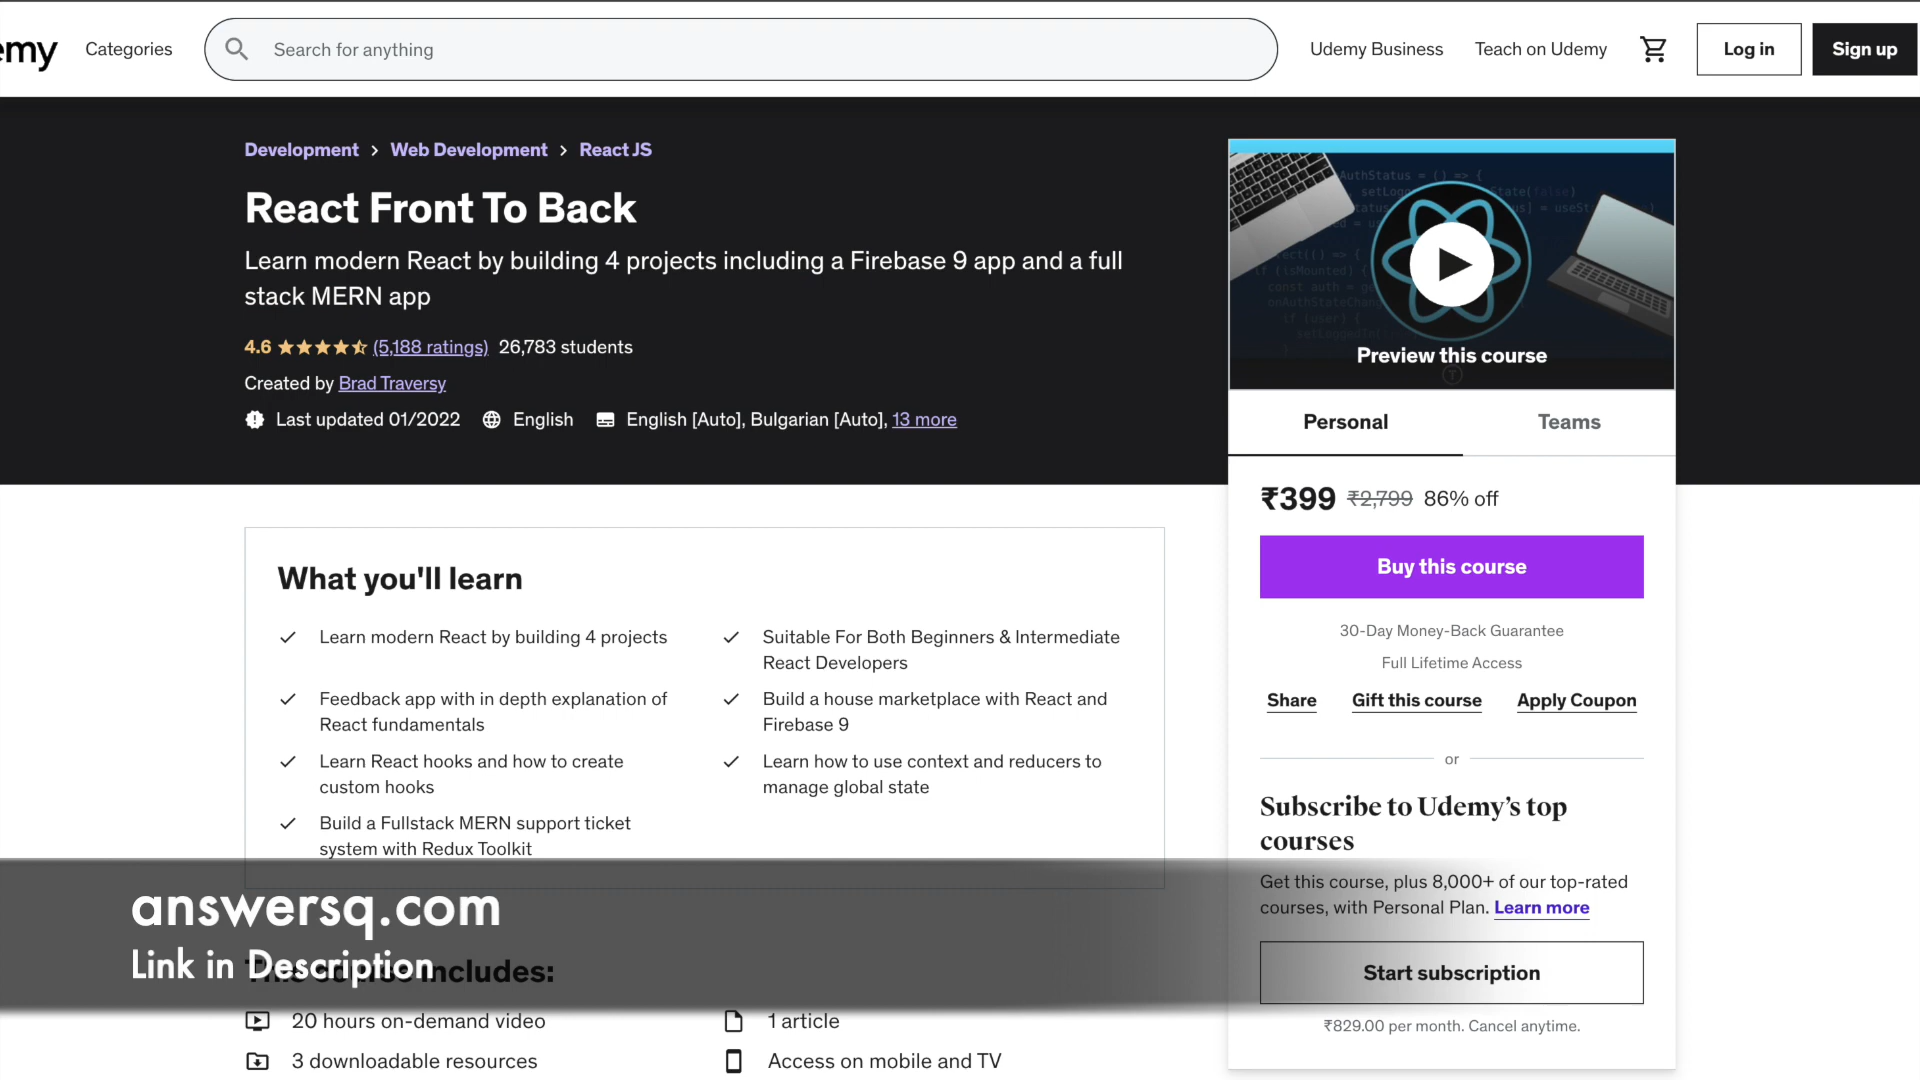 emy
Categories
Search for anything
Udemy Business
Teach on Udemy
Log in
Sign up
Development > Web Development > React JS
React Front To Back
Learn modern React by building 4 projects including a Firebase 9 app and a full
stack MERN app
4.6 (5,188 ratings) 26,783 students
Created by Brad Traversy
Last updated 01/2022 English English [Auto], Bulgarian [Auto], 13 more
Preview this course
Personal
Teams
₹399 ₹2,799 86% off
Buy this course
30-Day Money-Back Guarantee
Full Lifetime Access
Share
Gift this course
Apply Coupon
or
Subscribe to Udemy’s top
courses
Get this course, plus 8,000+ of our top-rated
courses, with Personal Plan. Learn more
Start subscription
₹829.00 per month. Cancel anytime.
What you'll learn
Learn modern React by building 4 projects
Suitable For Both Beginners & Intermediate
React Developers
Feedback app with in depth explanation of
React fundamentals
Build a house marketplace with React and
Firebase 9
Learn React hooks and how to create
custom hooks
Learn how to use context and reducers to
manage global state
Build a Fullstack MERN support ticket
system with Redux Toolkit
answersq.com
Link in Description
This course includes:
20 hours on-demand video
1 article
3 downloadable resources
Access on mobile and TV